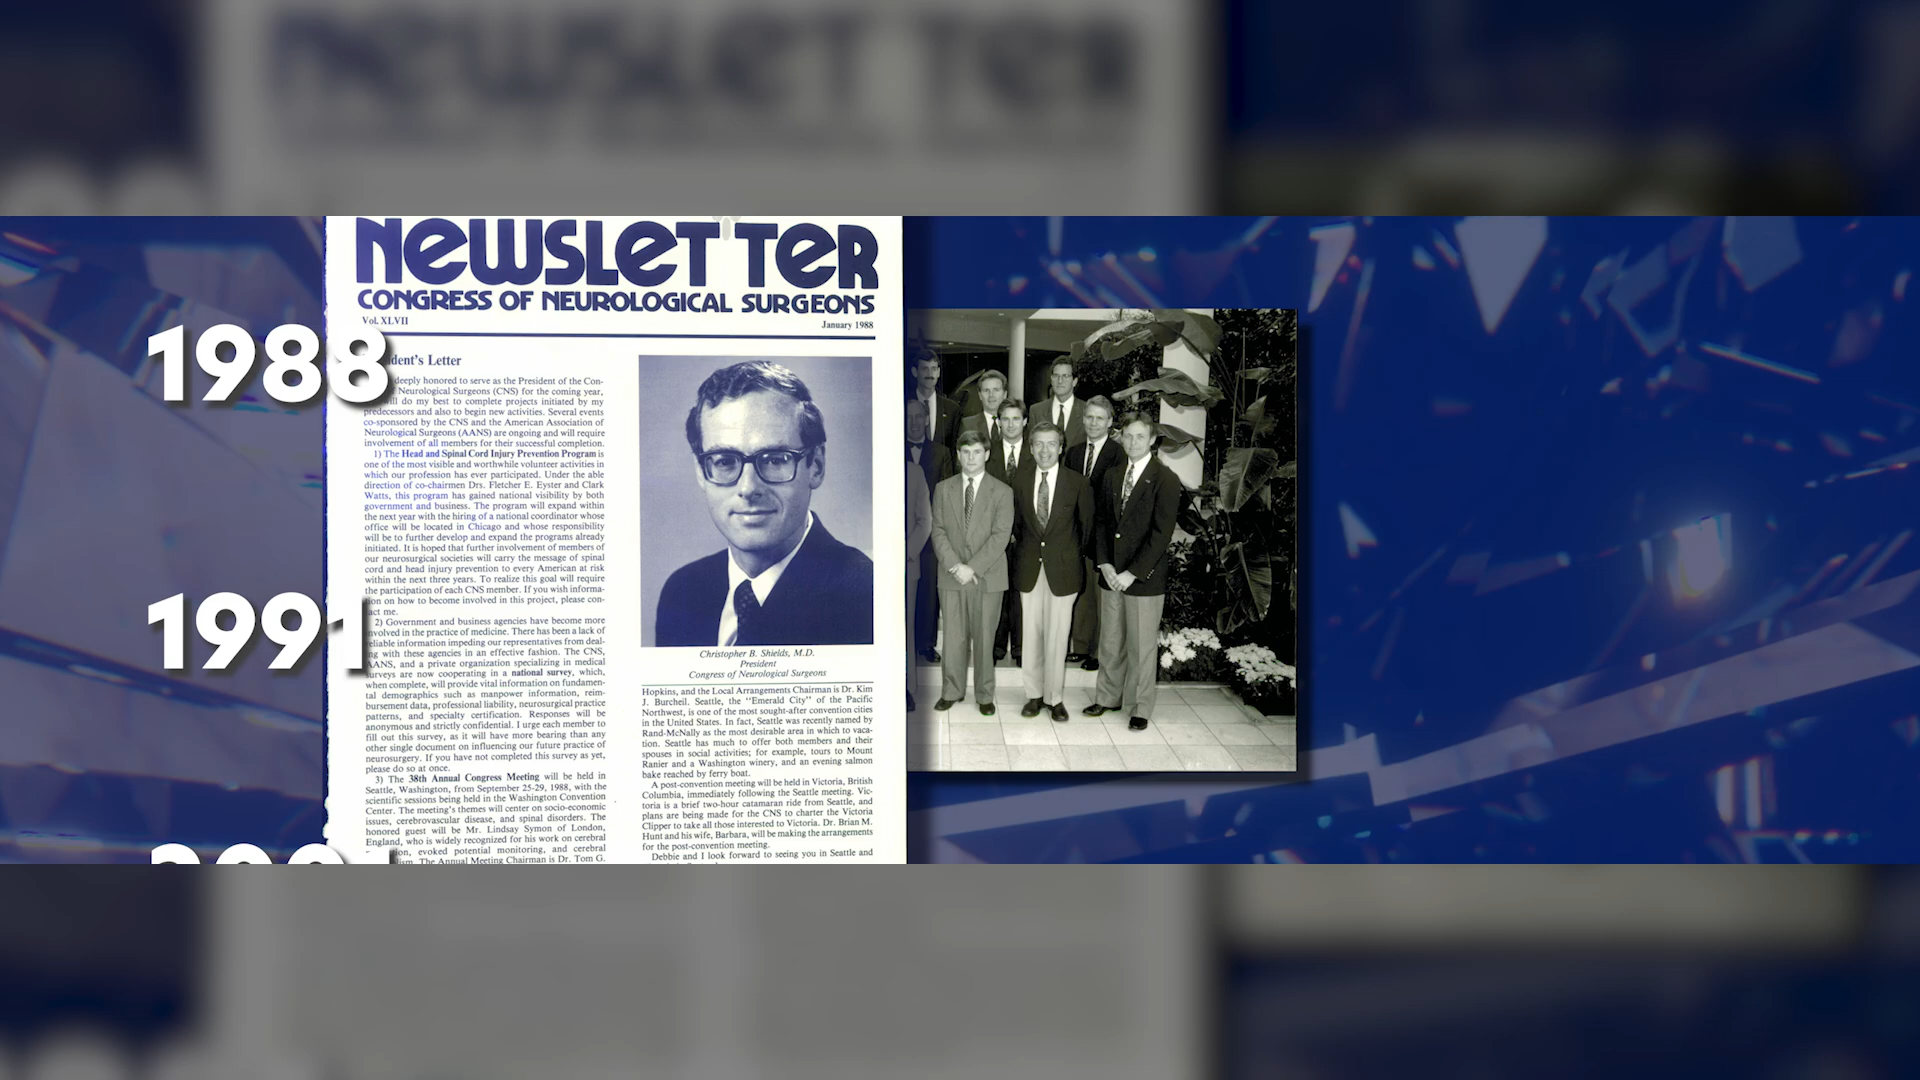 NEWSLETTER
CONGRESS OF NEUROLOGICAL SURGEONS
Vol. XLVII
January 1988
1988
1991
dent's Letter
deeply honored to serve as the President of the Con-
Neurological Surgeons (CNS) for the coming year,
will do my best to complete projects initiated by my
predecessors and also to begin new activities. Several events
co-sponsored by the CNS and the American Association of
Neurological Surgeons (AANS) are ongoing and will require
involvement of all members for their successful completion.
1) The Head and Spinal Cord Injury Prevention Program is
one of the most visible and worthwhile volunteer activities in
which our profession has ever participated. Under the able
direction of co-chairmen Drs. Fletcher E. Eyster and Clark
Watts, this program has gained national visibility by both
government and business. The program will expand within
the next year with the hiring of a national coordinator whose
office will be located in Chicago and whose responsibility
will be to further develop and expand the programs already
initiated. It is hoped that further involvement of members of
our neurosurgical societies will carry the message of spinal
cord and head injury prevention to every American at risk
within the next three years. To realize this goal will require
the participation of each CNS member. If you wish informa-
on on how to become involved in this project, please con-
act me.
2) Government and business agencies have become more
nvolved in the practice of medicine. There has been a lack of
eliable information impeding our representatives from deal-
ng with these agencies in an effective fashion. The CNS,
AANS, and a private organization specializing in medical
surveys are now cooperating in a national survey, which,
when complete, will provide vital information on fundamen-
tal demographics such as manpower information, reim-
bursement data, professional liability, neurosurgical practice
patterns, and specialty certification. Responses will be
anonymous and strictly confidential. I urge each member to
fill out this survey, as it will have more bearing than any
other single document on influencing our future practice of
neurosurgery. If you have not completed this survey as yet,
please do so at once.
3) The 38th Annual Congress Meeting will be held in
Seattle, Washington, from September 25-29, 1988, with the
scientific sessions being held in the Washington Convention
Center. The meeting's themes will center on socio-economic
issues, cerebrovascular disease, and spinal disorders. The
honored guest will be Mr. Lindsay Symon of London,
England, who is widely recognized for his work on cerebral
tion, evoked potential monitoring, and cerebral
lism. The Annual Meeting Chairman is Dr. Tom G.
Christopher B. Shields, M.D.
President
Congress of Neurological Surgeons
Hopkins, and the Local Arrangements Chairman is Dr. Kim
J. Burcheil. Seattle, the "Emerald City" of the Pacific
Northwest, is one of the most sought-after convention cities
in the United States. In fact, Seattle was recently named by
Rand-McNally as the most desirable area in which to vaca-
tion. Seattle has much to offer both members and their
spouses in social activities; for example, tours to Mount
Ranier and a Washington winery, and an evening salmon
bake reached by ferry boat.
A post-convention meeting will be held in Victoria, British
Columbia, immediately following the Seattle meeting. Vic-
toria is a brief two-hour catamaran ride from Seattle, and
plans are being made for the CNS to charter the Victoria
Clipper to take all those interested to Victoria. Dr. Brian M.
Hunt and his wife, Barbara, will be making the arrangements
for the post-convention meeting.
Debbie and I look forward to seeing you in Seattle and